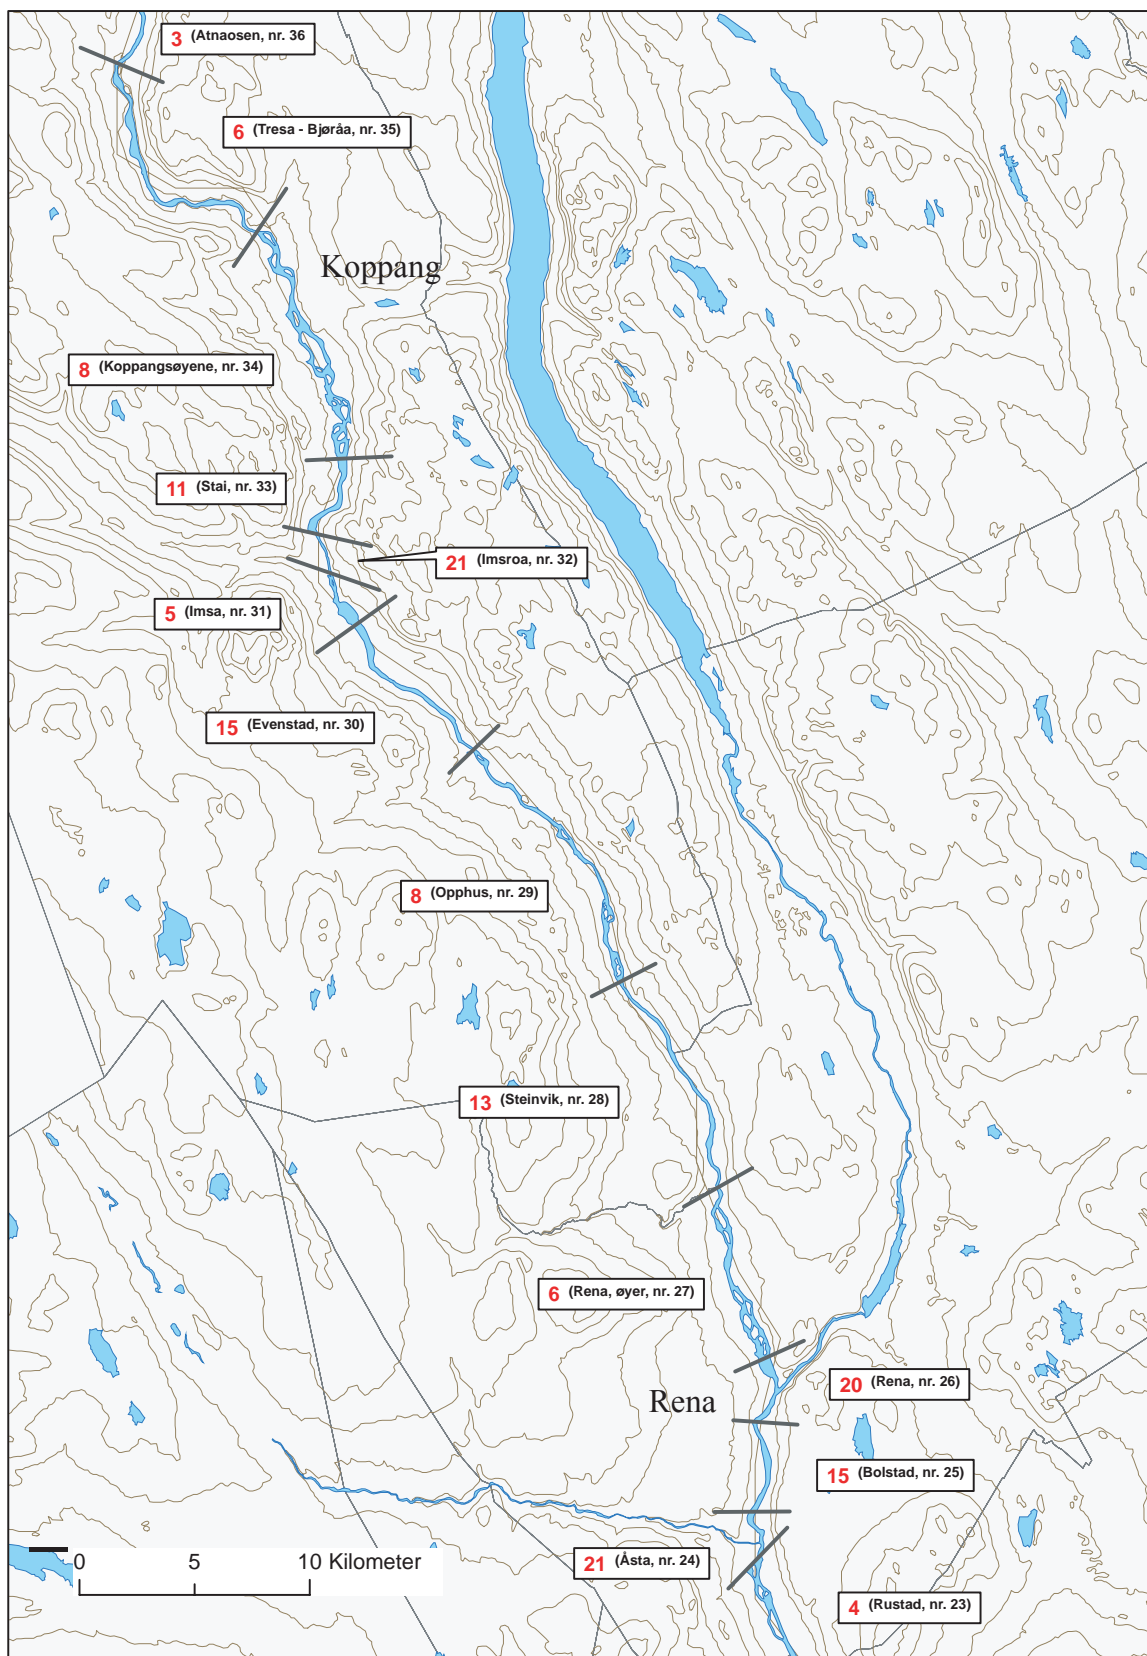 3 (Atnaosen, nr. 36
6 (Tresa - Bjøråa, nr. 35)
Koppang
8 (Koppangsøyene, nr. 34)
11 (Stai, nr. 33)
21 (Imsroa, nr. 32)
5 (Imsa, nr. 31)
15 (Evenstad, nr. 30)
8 (Opphus, nr. 29)
13 (Steinvik, nr. 28)
6 (Rena, øyer, nr. 27)
20 (Rena, nr. 26)
Rena
15 (Bolstad, nr. 25)
21 (Åsta, nr. 24)
4 (Rustad, nr. 23)
0 5 10 Kilometer